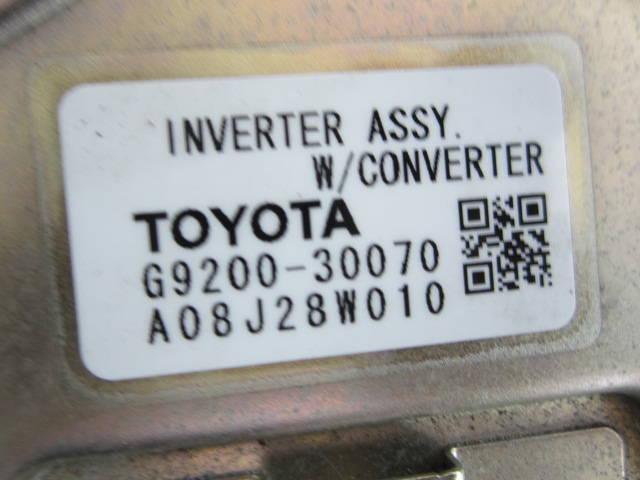 INVERTER ASSY.
W/CONVERTER
TOYOTA
G9200-30070
A08J28W010